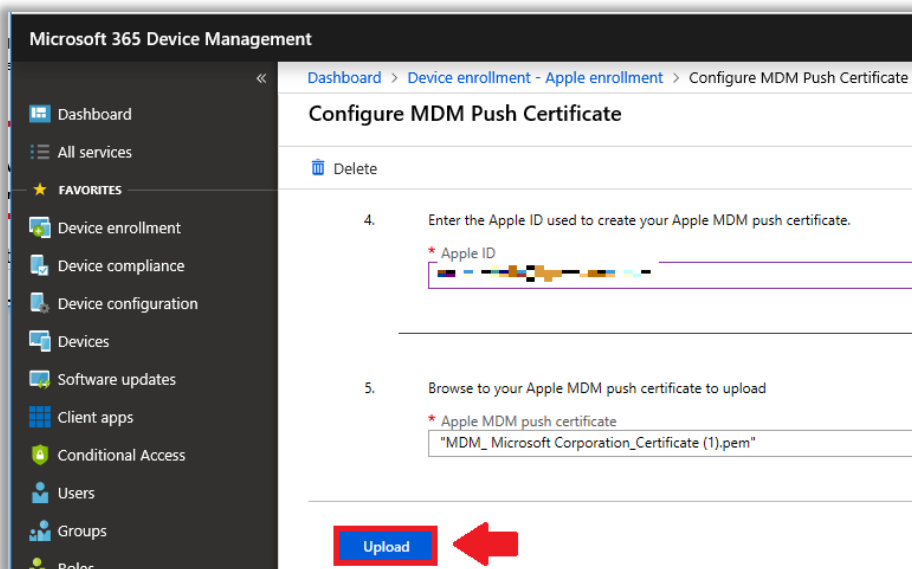 Microsoft 365 Device Management
«
Dashboard > Device enrollment - Apple enrollment > Configure MDM Push Certificate
Configure MDM Push Certificate
Dashboard
All services
FAVORITES
Device enrollment
Device compliance
Device configuration
Devices
Software updates
Client apps
Conditional Access
Users
Groups
Roles
Delete
4. Enter the Apple ID used to create your Apple MDM push certificate.
* Apple ID
5. Browse to your Apple MDM push certificate to upload
* Apple MDM push certificate
"MDM_ Microsoft Corporation_Certificate (1).pem"
Upload